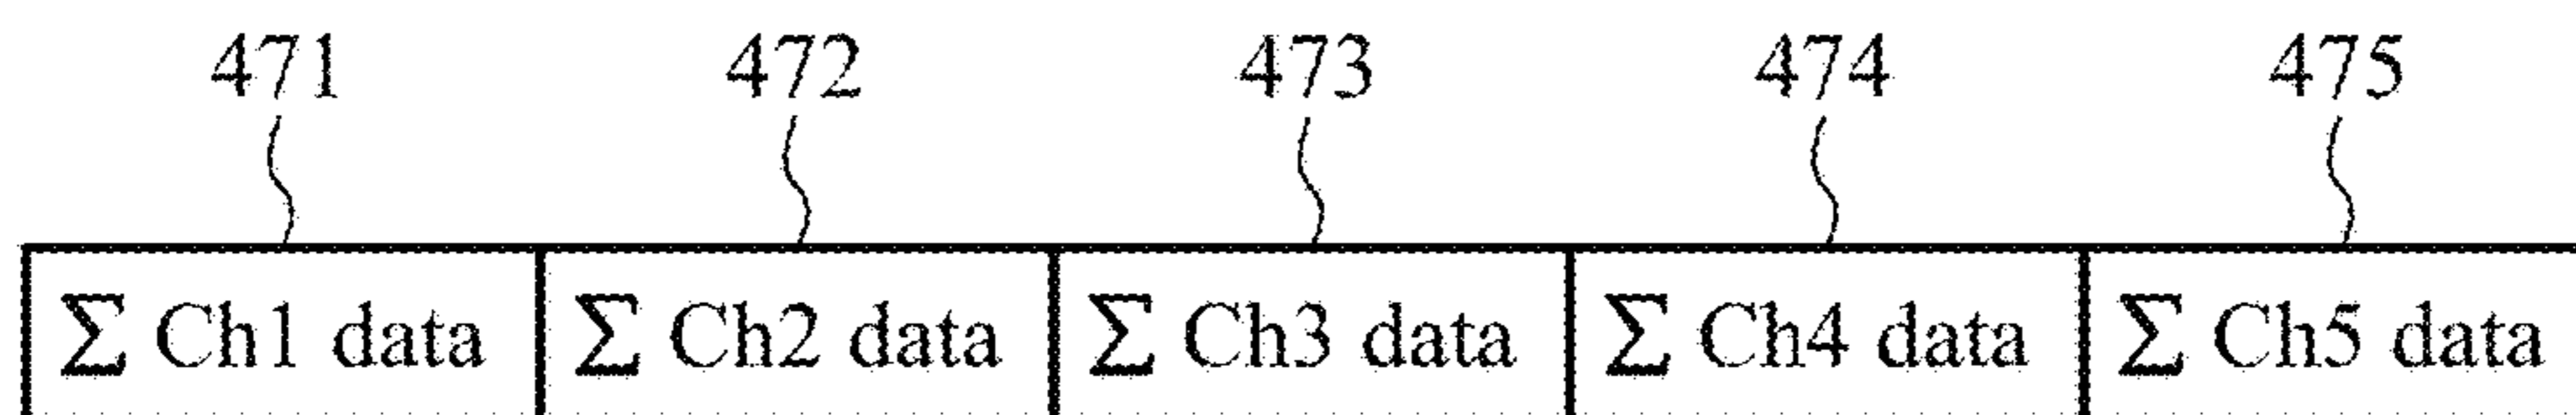 471 472 473 474 475
Σ Ch1 data Σ Ch2 data Σ Ch3 data Σ Ch4 data Σ Ch5 data